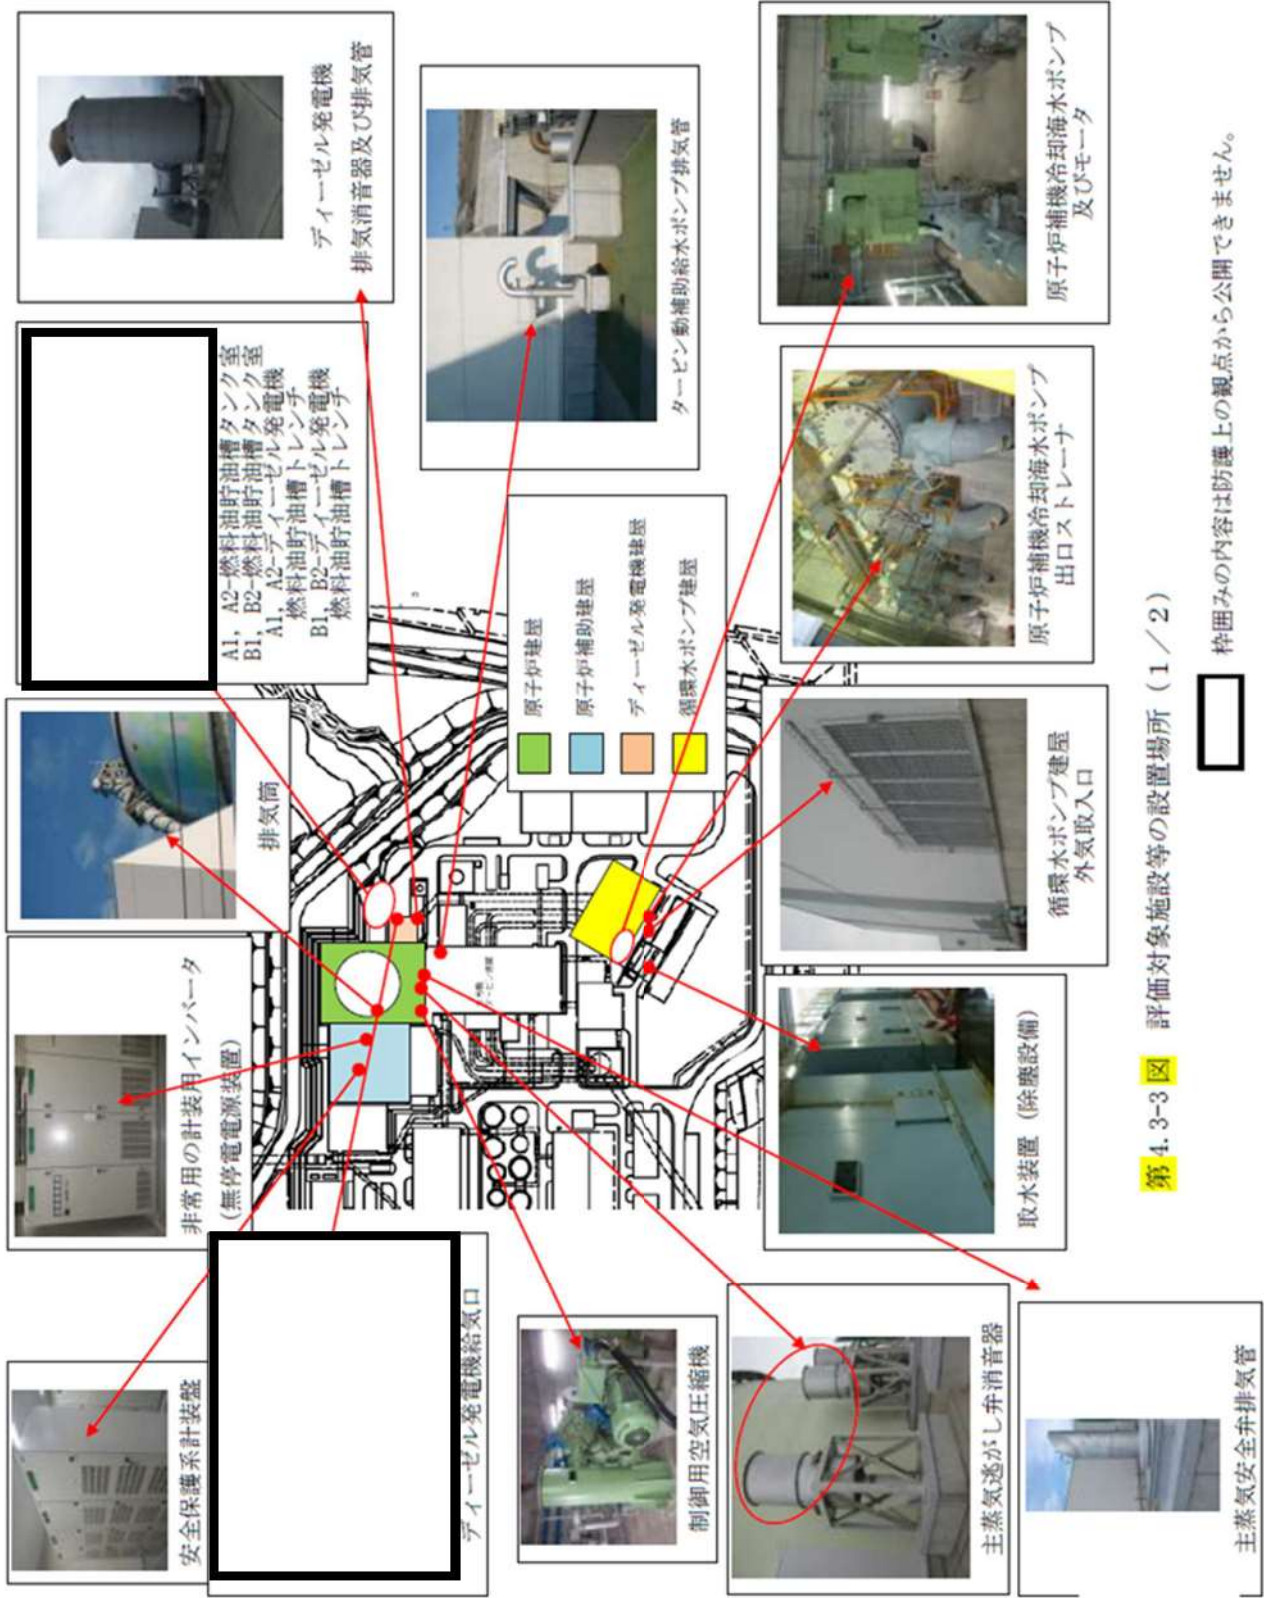 安全保護系計装盤
非常用の計装用インバータ
(無停電電源装置)
排気筒
A1, A2-燃料油貯油槽タンク室
B1, B2-燃料油貯油槽タンク室
A1, A2-ディーゼル発電機
燃料油貯油槽トレンチ
B1, B2-ディーゼル発電機
燃料油貯油槽トレンチ
ディーゼル発電機
排気消音器及び排気管
ディーゼル発電機給気口
タービン動補助給水ポンプ排気管
原子炉建屋
原子炉補助建屋
ディーゼル発電機建屋
循環水ポンプ建屋
制御用空気圧縮機
主蒸気逃がし弁消音器
主蒸気安全弁排気管
取水装置 (除塵設備)
循環水ポンプ建屋
外気取入口
原子炉補機冷却海水ポンプ
出口ストレーナ
原子炉補機冷却海水ポンプ
及びモータ
第 4.3-3 図 評価対象施設等の設置場所 (1/2)
枠囲みの内容は防護上の観点から公開できません。